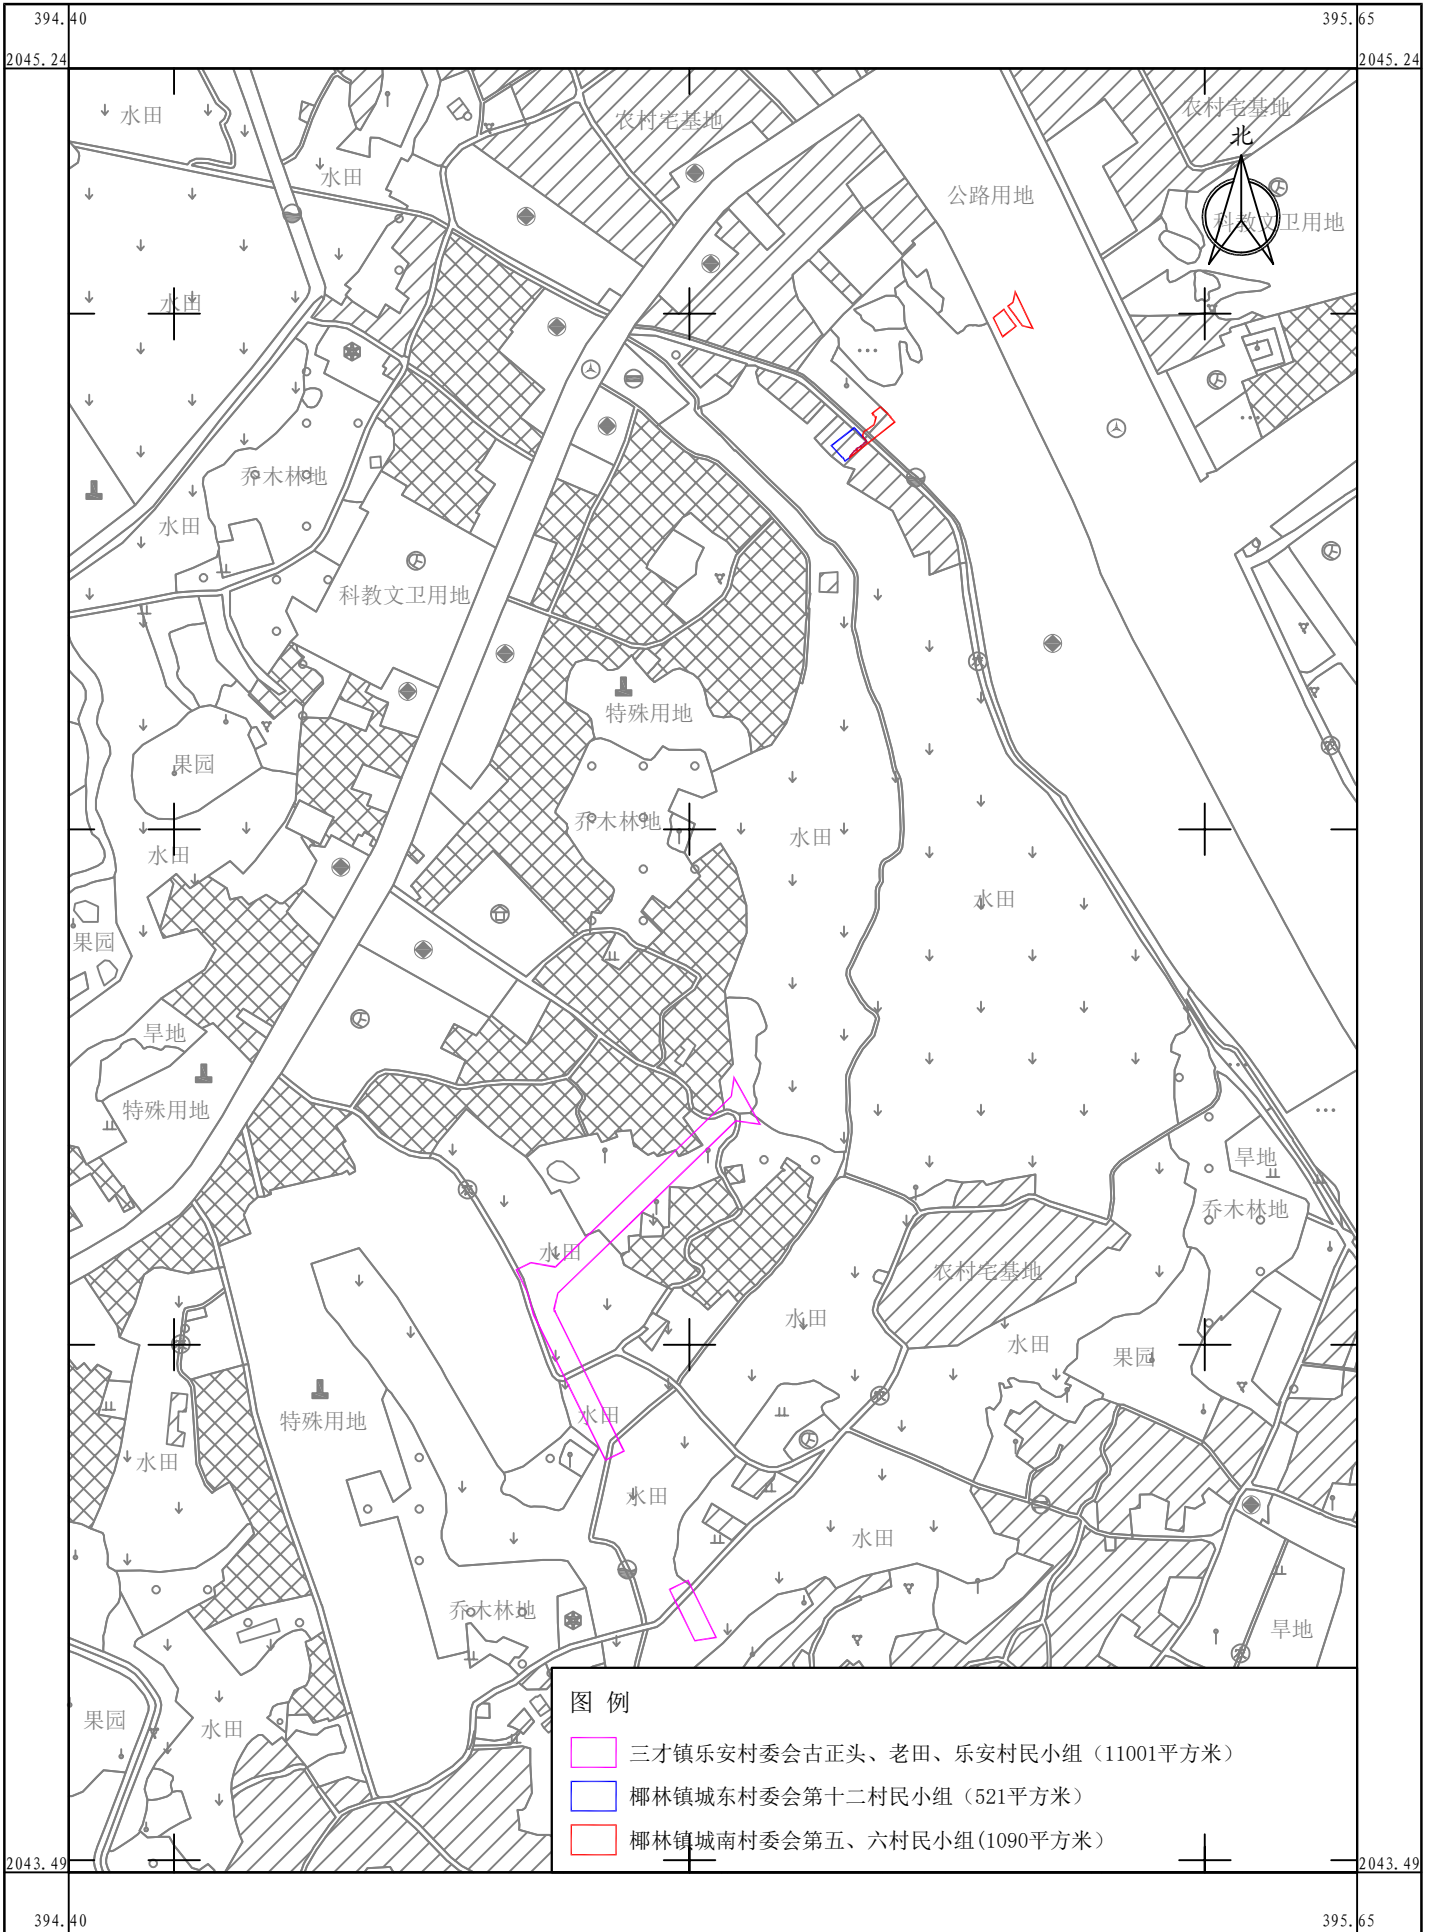 394.40
395.65
2045.24
2045.24
水田
农村宅基地
农村宅基地
北
水田
公路用地
科教文卫用地
水田
乔木林地
水田
科教文卫用地
特殊用地
果园
乔木林地
水田
水田
水田
果园
旱地
特殊用地
旱地
乔木林地
水田
农村宅基地
水田
水田
果园
特殊用地
水田
水田
水田
水田
乔木林地
旱地
果园
水田
图 例
三才镇乐安村委会古正头、老田、乐安村民小组（11001平方米）
椰林镇城东村委会第十二村民小组（521平方米）
椰林镇城南村委会第五、六村民小组(1090平方米）
2043.49
2043.49
394.40
395.65